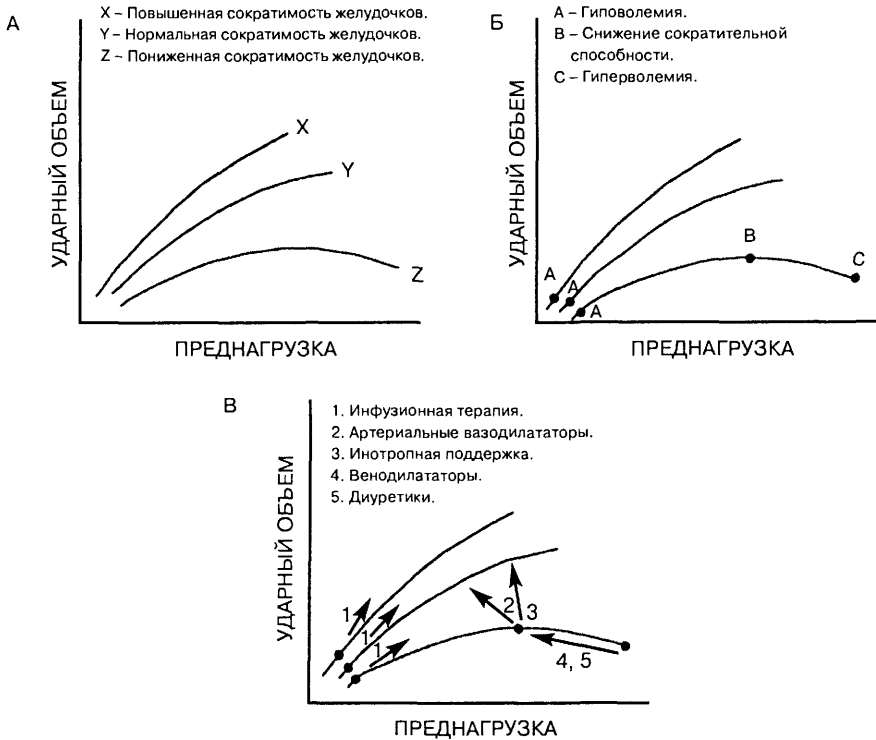 А
X – Повышенная сократимость желудочков.
Y – Нормальная сократимость желудочков.
Z – Пониженная сократимость желудочков.
УДАРНЫЙ ОБЪЕМ
X
Y
Z
ПРЕДНАГРУЗКА
Б
А – Гиповолемия.
В – Снижение сократительной
способности.
С – Гиперволемия.
УДАРНЫЙ ОБЪЕМ
А
А
А
В
С
ПРЕДНАГРУЗКА
В
1. Инфузионная терапия.
2. Артериальные вазодилататоры.
3. Инотропная поддержка.
4. Венодилататоры.
5. Диуретики.
УДАРНЫЙ ОБЪЕМ
1
1
1
2
3
4, 5
ПРЕДНАГРУЗКА